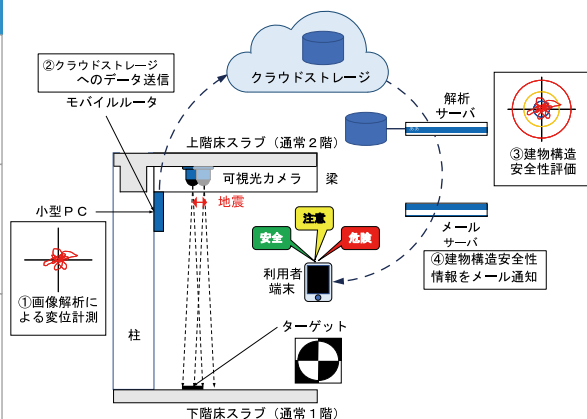 ②クラウドストレージ
へのデータ送信
モバイルルータ
クラウドストレージ
解析
サーバ
上階床スラブ（通常２階）
可視光カメラ
梁
地震
小型ＰＣ
③建物構造
安全性評価
①画像解析に
よる変位計測
柱
安全
注意
危険
利用者
端末
メール
サーバ
④建物構造安全性
情報をメール通知
ターゲット
下階床スラブ（通常１階）